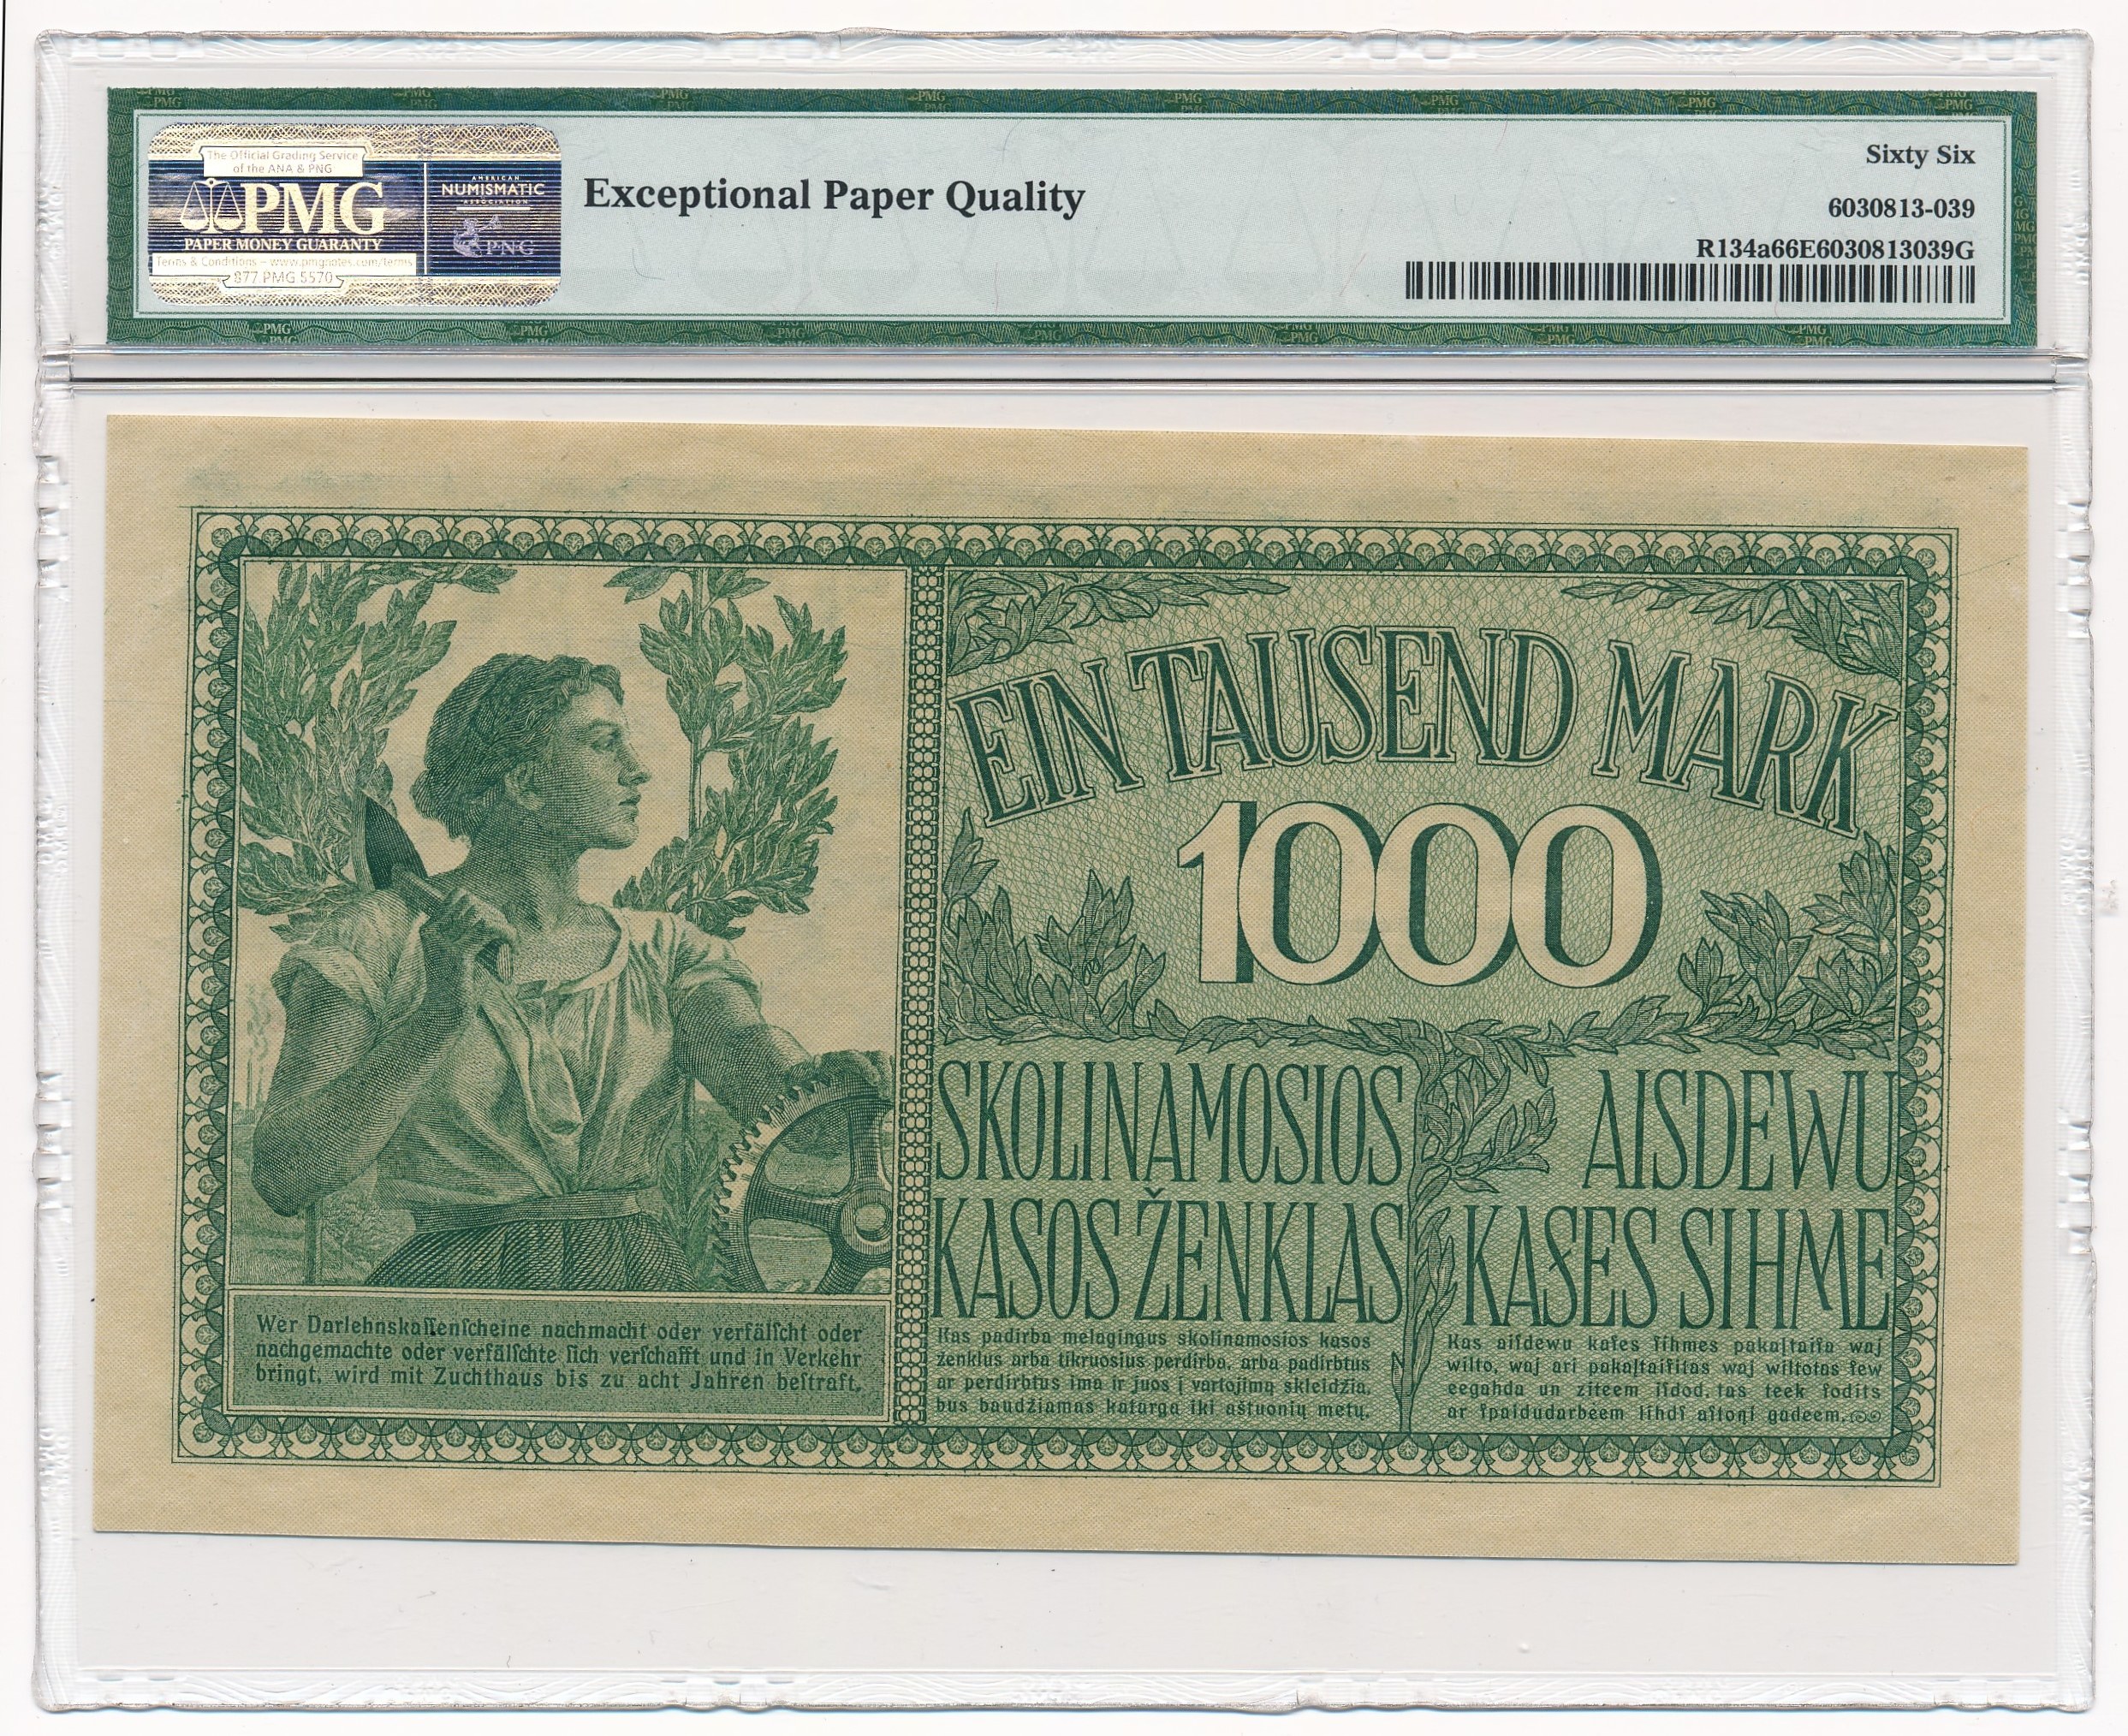 The Official Grading Service
of the ANA & PNG
PMG
PAPER MONEY GUARANTY
Terms & Conditions – www.pmgnotes.com/terms
877 PMG 5570
AMERICAN
NUMISMATIC
ASSOCIATION
PNG
Exceptional Paper Quality
Sixty Six
6030813-039
R134a66E6030813039G
EIN TAUSEND MARK
1000
SKOLINAMOSIOS
KASOS ŽENKLAS
AISDEWU
KASES SIHME
Wer Darlehnskaſſenſcheine nachmacht oder verfälſcht oder
nachgemachte oder verfälſchte ſich verſchafft und in Verkehr
bringt, wird mit Zuchthaus bis zu acht Jahren beſtraft.
Kas padirba melagingus skolinamosios kasos
ženklus arba tikruosius perdirba, arba padirbtus
ar perdirbtus ima ir juos į vartojimą skleidžia,
bus baudžiamas katorga iki aštuonių metų.
Kas aiſdewu kaſes ſihmes pakaļtaiſa waj
wilto, waj ari pakaļtaiſitas waj wiltotas ſew
eegahda un ziteem iſdod, tas teek ſodits
ar ſpaidudarbeem lihdſ aſtoņi gadeem.